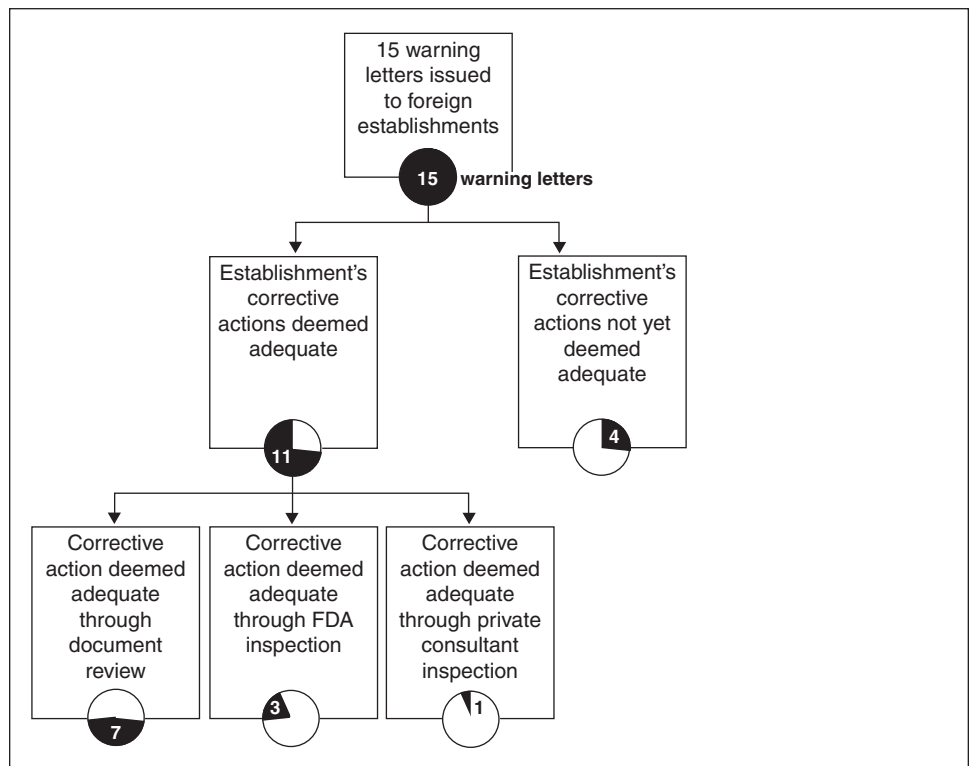 15 warning
letters issued
to foreign
establishments
15 warning letters
Establishment's
corrective
actions deemed
adequate
11
Establishment's
corrective
actions not yet
deemed
adequate
4
Corrective
action deemed
adequate
through
document
review
7
Corrective
action deemed
adequate
through FDA
inspection
3
Corrective
action deemed
adequate
through private
consultant
inspection
1